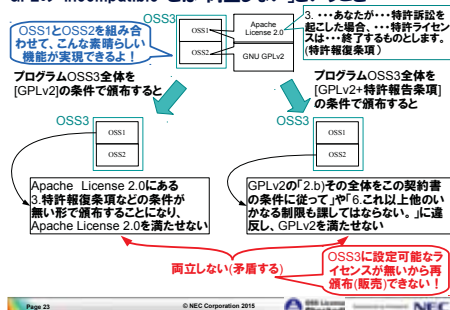 OSS3
OSS1とOSS2を組み合
わせて、こんな素晴らしい
機能が実現できるよ!
OSS1
OSS2
Apache
License 2.0
GNU GPLv2
3. ・・・あなたが・・・特許訴訟を
起こした場合、・・・特許ライセン
スは・・・終了するものとします。
(特許報復条項)
プログラムOSS3全体を
[GPLv2]の条件で頒布すると
プログラムOSS3全体を
[GPLv2+特許報告条項]
の条件で頒布すると
OSS3
OSS1
OSS2
OSS3
OSS1
OSS2
Apache License 2.0にある
3.特許報復条項などの条件が
無い形で頒布することになり、
Apache License 2.0を満たせない
GPLv2の「2.b)その全体をこの契約書
の条件に従って」や「6.これ以上他のい
かなる制限も課してはならない。」に違
反し、GPLv2を満たせない
両立しない(矛盾する)
OSS3に設定可能なラ
イセンスが無いから再
頒布(販売)できない!
Page 23
© NEC Corporation 2015
OSS License
NEC